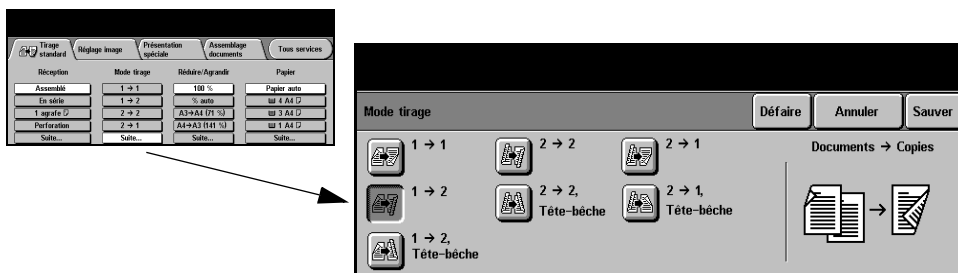 Tirage standard
Réglage image
Présentation spéciale
Assemblage documents
Tous services
Réception Mode tirage Réduire/Agrandir Papier
Assemblé 1 → 1 100 % Papier auto
En série 1 → 2 % auto 4 A4
1 agrafe 2 → 2 A3→A4 (71 %) 3 A4
Perforation 2 → 1 A4→A3 (141 %) 1 A4
Suite... Suite... Suite... Suite...
Mode tirage Défaire Annuler Sauver
1 → 1 2 → 2 2 → 1
1 → 2 2 → 2, Tête-bêche 2 → 1, Tête-bêche
1 → 2, Tête-bêche
Documents → Copies